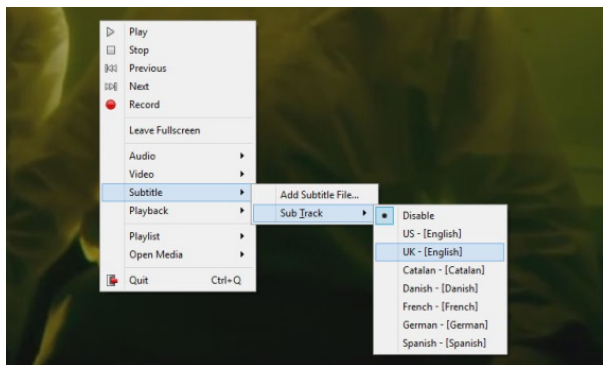 Play
Stop
Previous
Next
Record
Leave Fullscreen
Audio
Video
Subtitle
Playback
Playlist
Open Media
Quit Ctrl+Q
Add Subtitle File...
Sub Track
Disable
US - [English]
UK - [English]
Catalan - [Catalan]
Danish - [Danish]
French - [French]
German - [German]
Spanish - [Spanish]